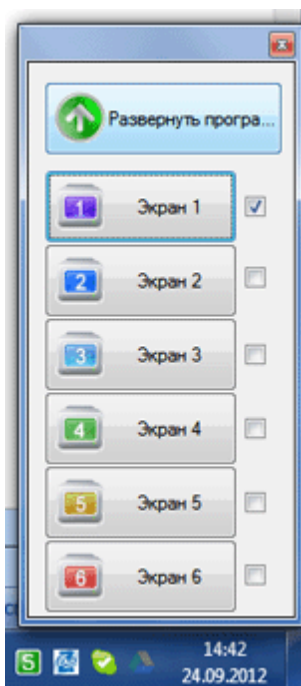 Развернуть програ...
1 Экран 1
2 Экран 2
3 Экран 3
4 Экран 4
5 Экран 5
6 Экран 6
S
14:42
24.09.2012